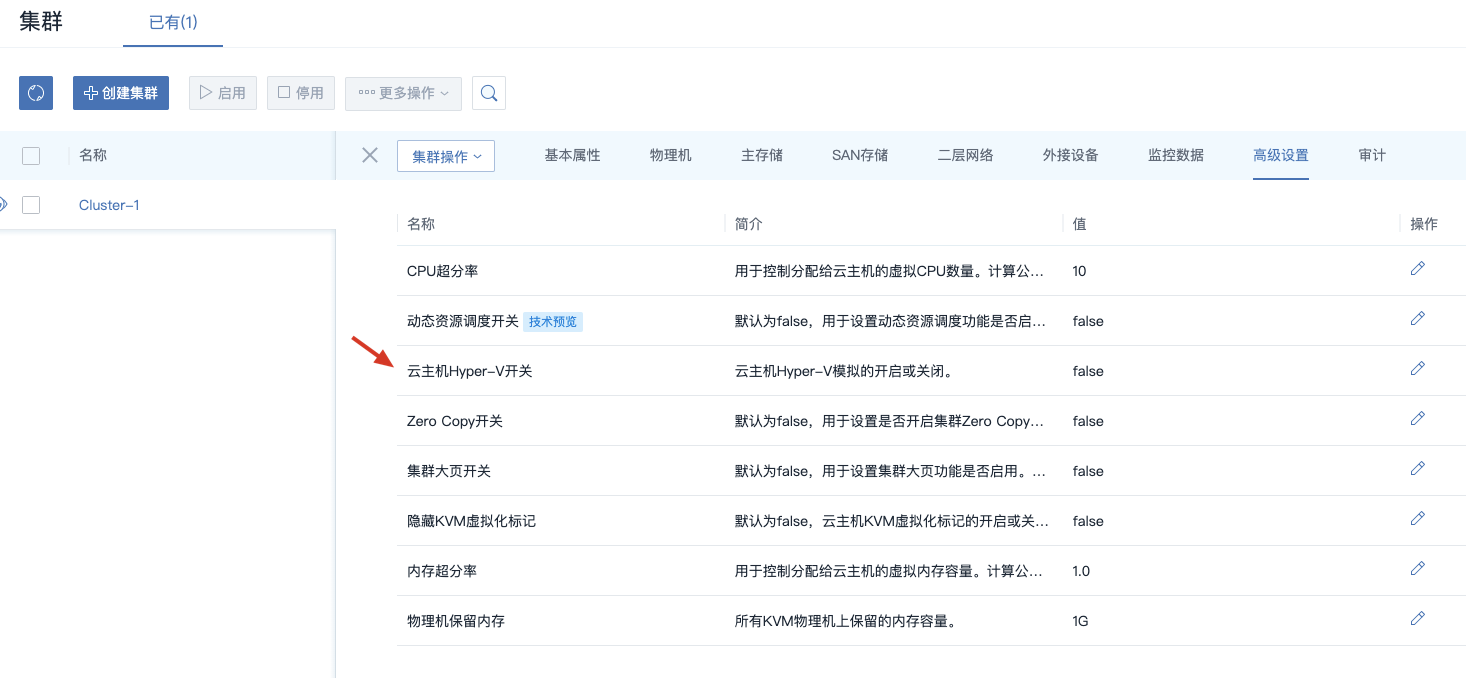 集群 已有(1)
创建集群 启用 停用 更多操作
名称 集群操作 基本属性 物理机 主存储 SAN存储 二层网络 外接设备 监控数据 高级设置 审计
Cluster-1
名称 简介 值 操作
CPU超分率 用于控制分配给云主机的虚拟CPU数量。计算公... 10
动态资源调度开关 技术预览 默认为false，用于设置动态资源调度功能是否启... false
云主机Hyper-V开关 云主机Hyper-V模拟的开启或关闭。 false
Zero Copy开关 默认为false，用于设置是否开启集群Zero Copy... false
集群大页开关 默认为false，用于设置集群大页功能是否启用。... false
隐藏KVM虚拟化标记 默认为false，云主机KVM虚拟化标记的开启或关... false
内存超分率 用于控制分配给云主机的虚拟内存容量。计算公... 1.0
物理机保留内存 所有KVM物理机上保留的内存容量。 1G